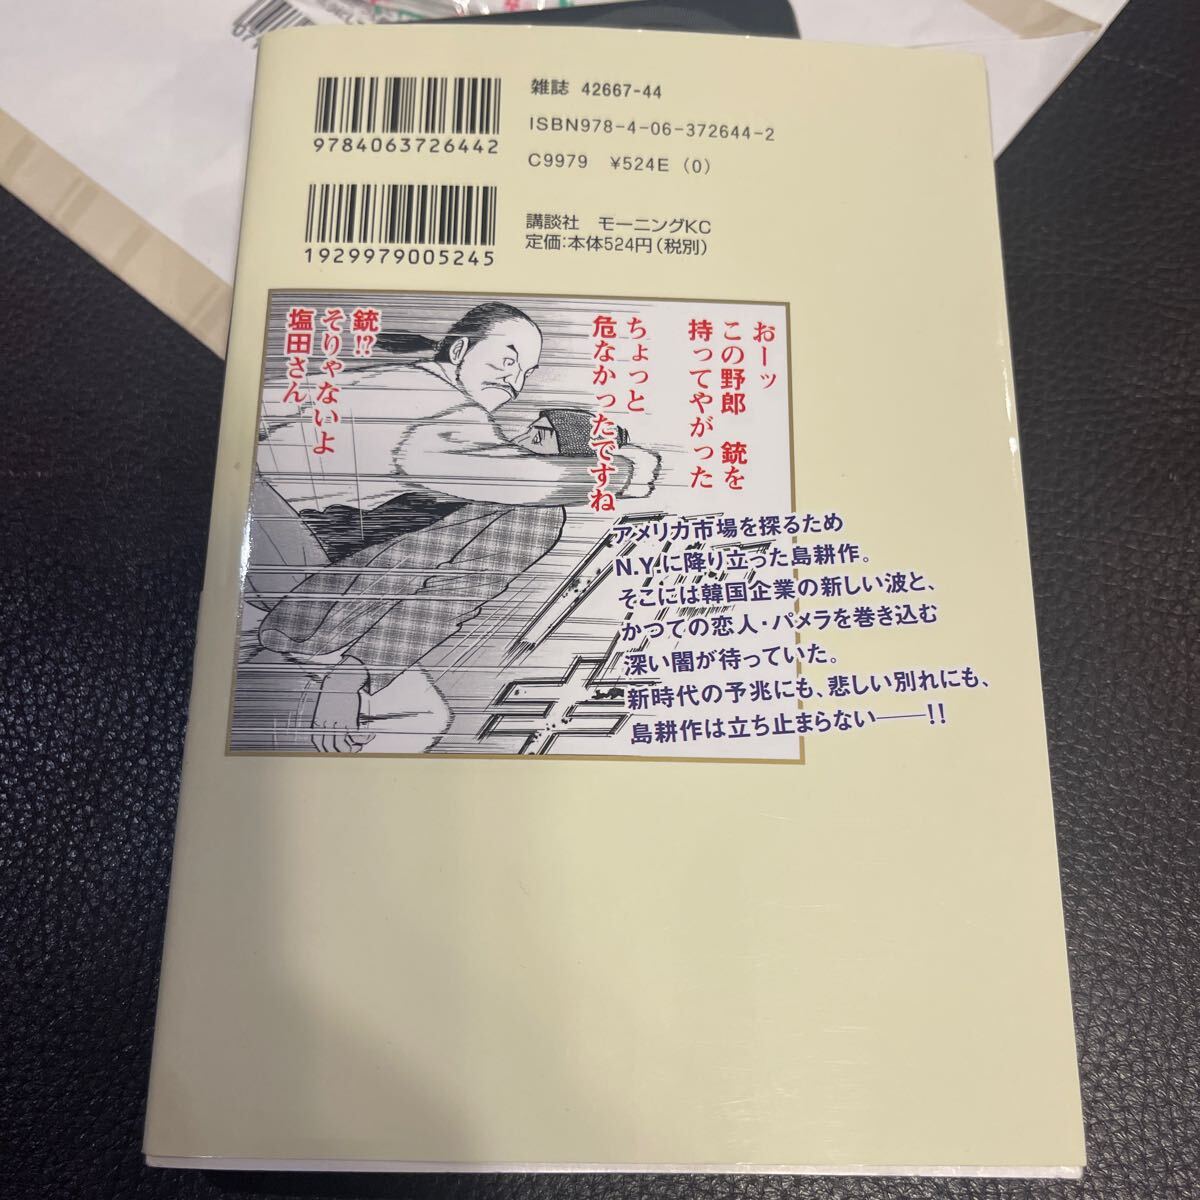 雑誌 42667-44
ISBN978-4-06-372644-2
C9979 ¥524E (0)
9784063726442
講談社 モーニングKC
定価:本体524円(税別)
1929979005245
おーッ
この野郎 銃を
持ってやがった
ちょっと
危なかったですね
銃!?
そりゃないよ
塩田さん
アメリカ市場を探るため
N.Y.に降り立った島耕作。
そこには韓国企業の新しい波と、
かつての恋人・パメラを巻き込む
深い闇が待っていた。
新時代の予兆にも、悲しい別れにも、
島耕作は立ち止まらない――!!